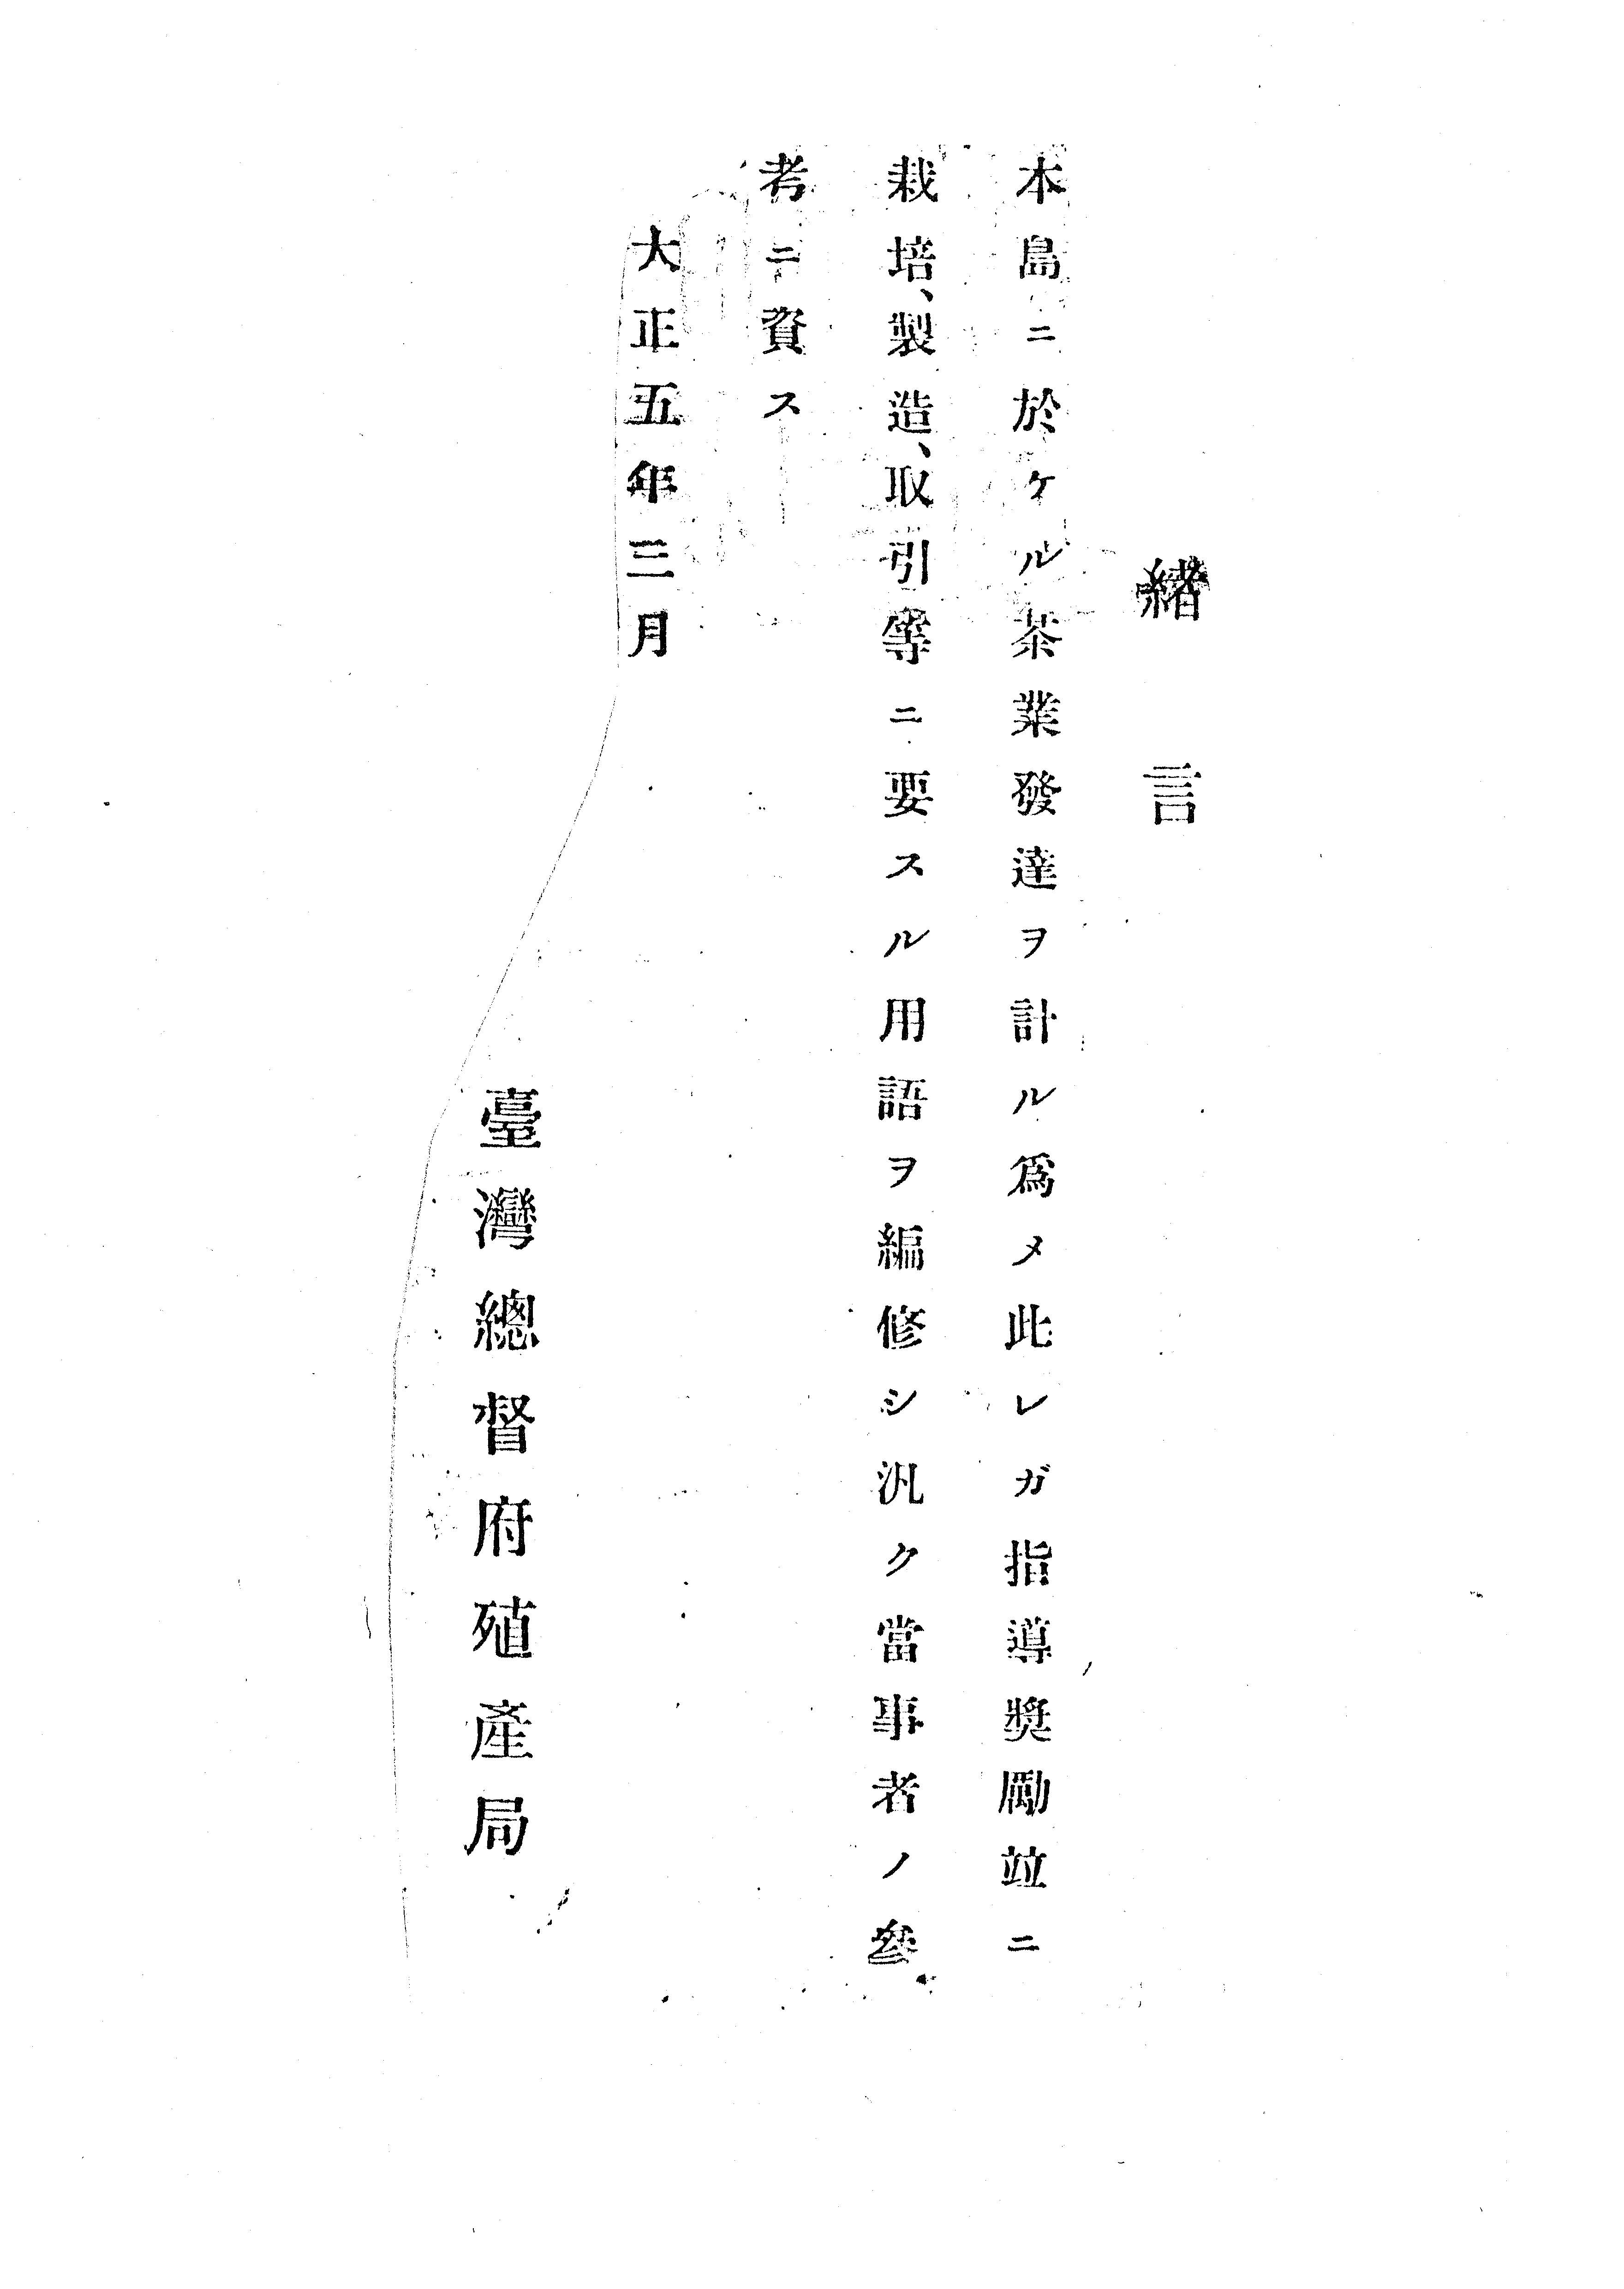 緒言
本島ニ於ケル茶業發達ヲ計ル爲メ此レガ指導奬勵竝ニ
栽培、製造、取引等ニ要スル用語ヲ編修シ汎ク當事者ノ參
考ニ資ス
大正五年三月
臺灣總督府殖產局